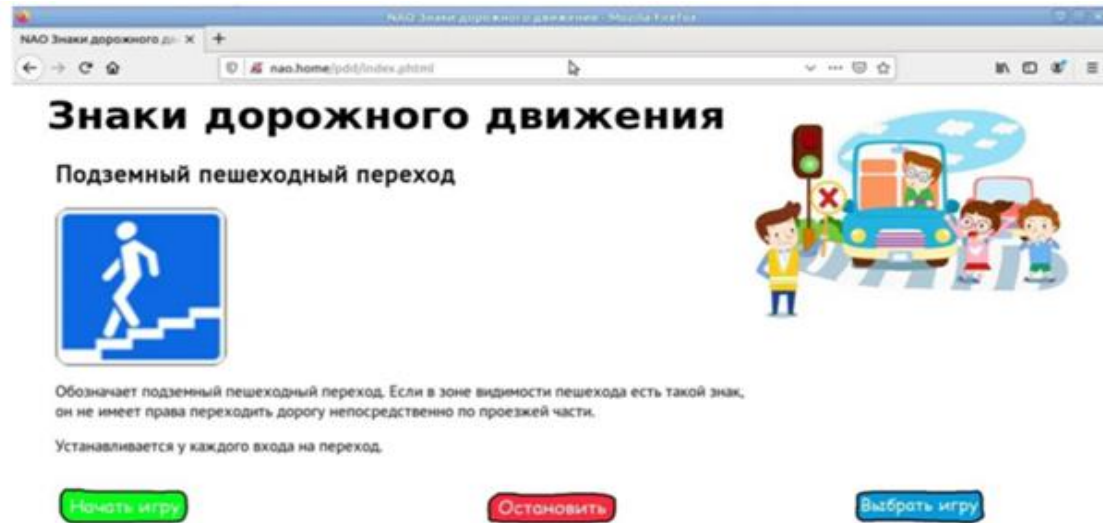 NAO Знаки дорожного движения - Mozilla Firefox
NAO Знаки дорожного д
nao.home/pdd/index.phtml
Знаки дорожного движения
Подземный пешеходный переход
Обозначает подземный пешеходный переход. Если в зоне видимости пешехода есть такой знак,
он не имеет права переходить дорогу непосредственно по проезжей части.
Устанавливается у каждого входа на переход.
Начать игру
Остановить
Выбрать игру